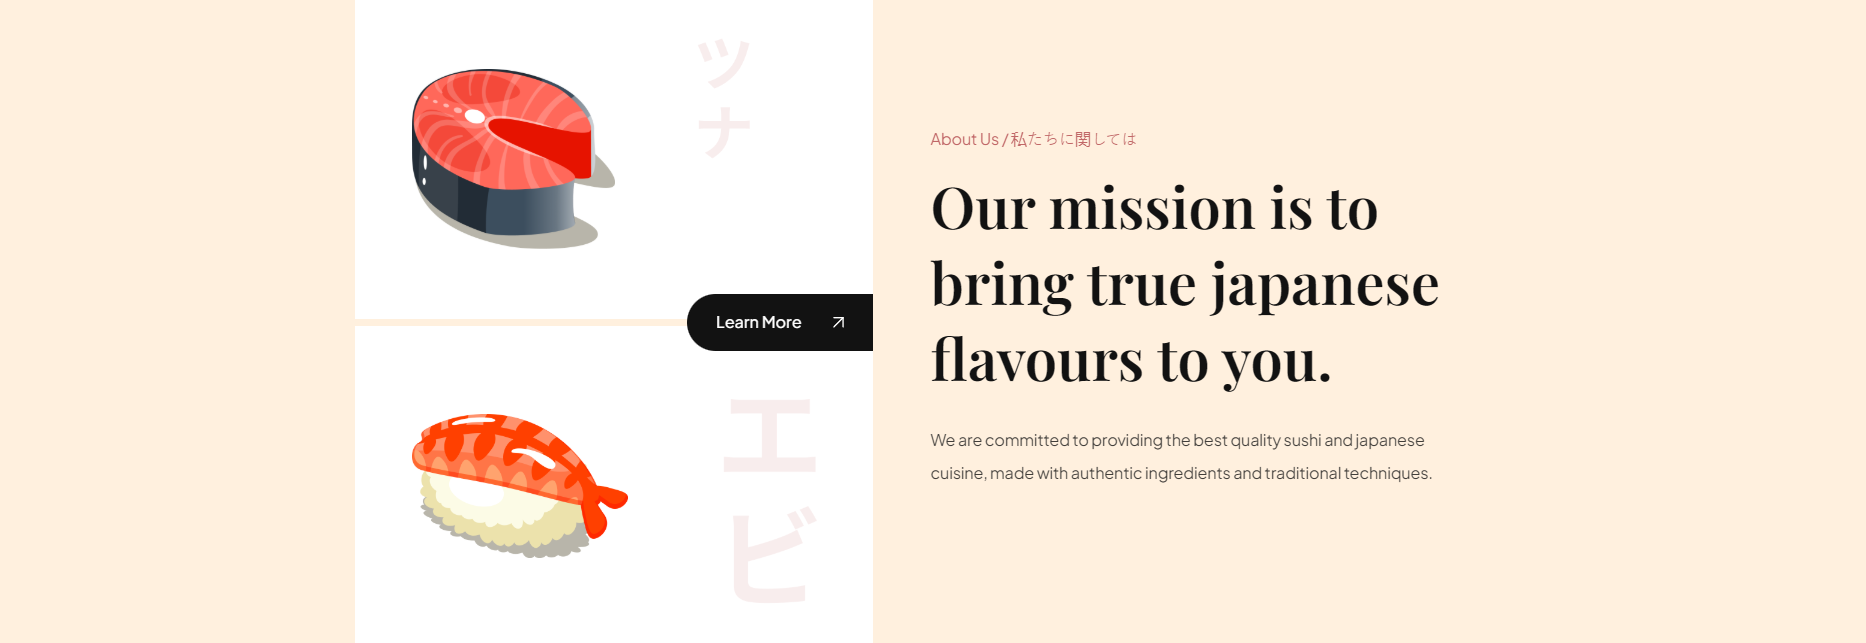 ツナ
Learn More
エビ
About Us / 私たちに関しては
Our mission is to
bring true japanese
flavours to you.
We are committed to providing the best quality sushi and japanese
cuisine, made with authentic ingredients and traditional techniques.